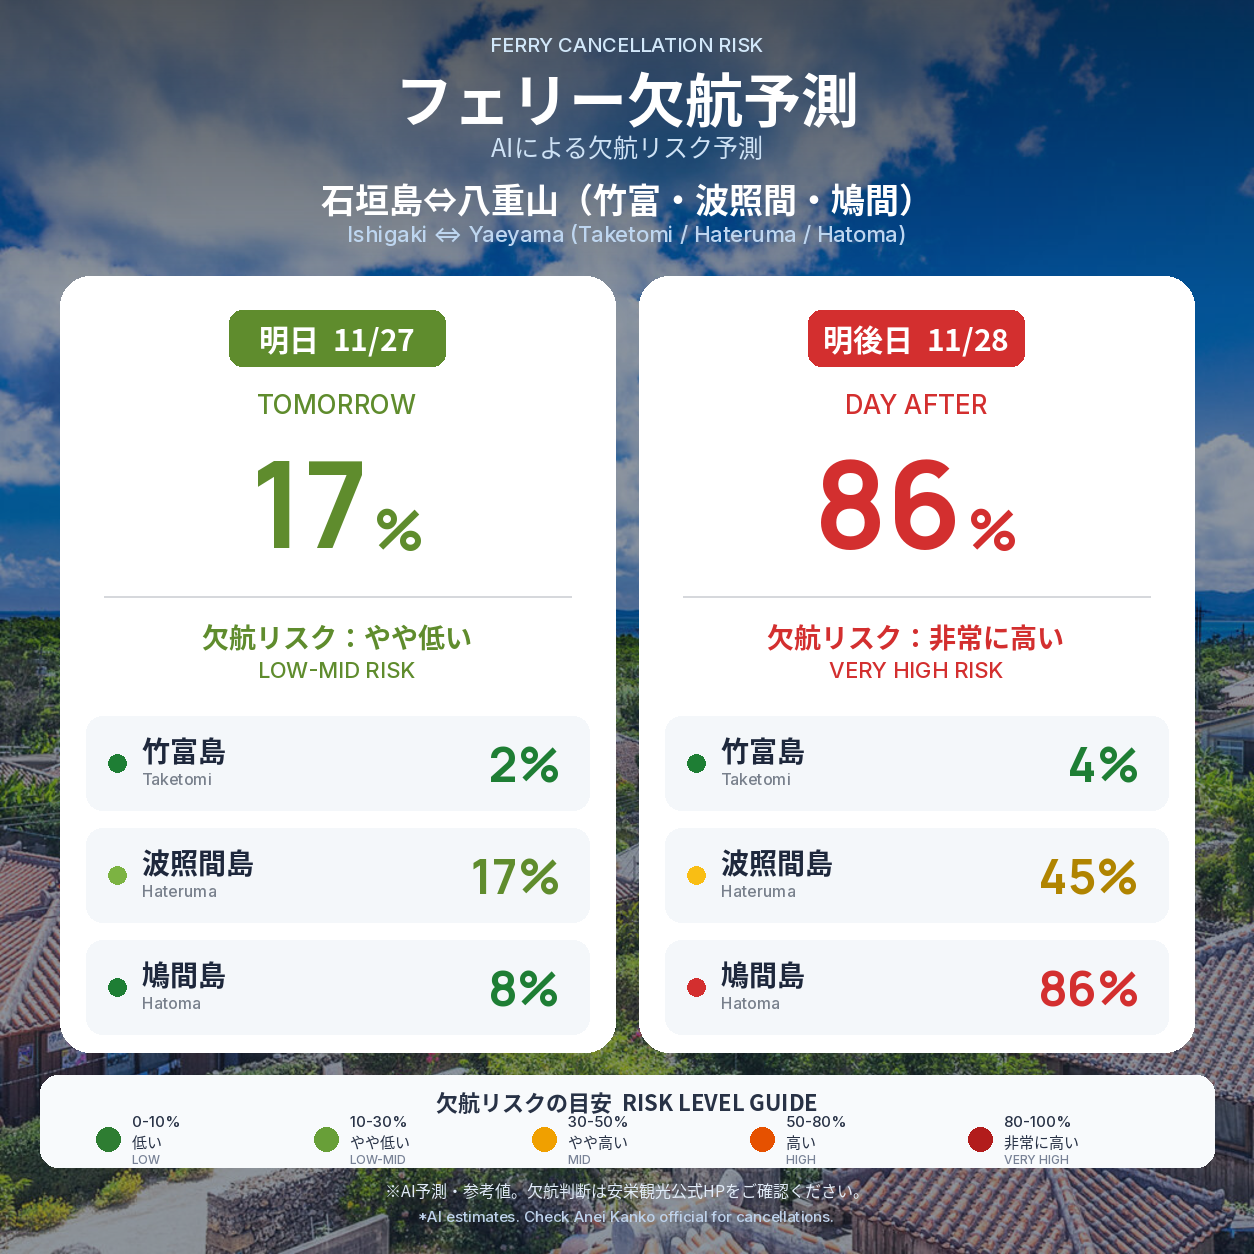 FERRY CANCELLATION RISK
フェリー欠航予測
AIによる欠航リスク予測
石垣島⇔八重山（竹富・波照間・鳩間）
Ishigaki ⇔ Yaeyama (Taketomi / Hateruma / Hatoma)
明日 11/27
TOMORROW
17%
欠航リスク：やや低い
LOW-MID RISK
竹富島 2%
Taketomi
波照間島 17%
Hateruma
鳩間島 8%
Hatoma
明後日 11/28
DAY AFTER
86%
欠航リスク：非常に高い
VERY HIGH RISK
竹富島 4%
Taketomi
波照間島 45%
Hateruma
鳩間島 86%
Hatoma
欠航リスクの目安 RISK LEVEL GUIDE
0-10%
低い
LOW
10-30%
やや低い
LOW-MID
30-50%
やや高い
MID
50-80%
高い
HIGH
80-100%
非常に高い
VERY HIGH
※AI予測・参考値。欠航判断は安栄観光公式HPをご確認ください。
*AI estimates. Check Anei Kanko official for cancellations.